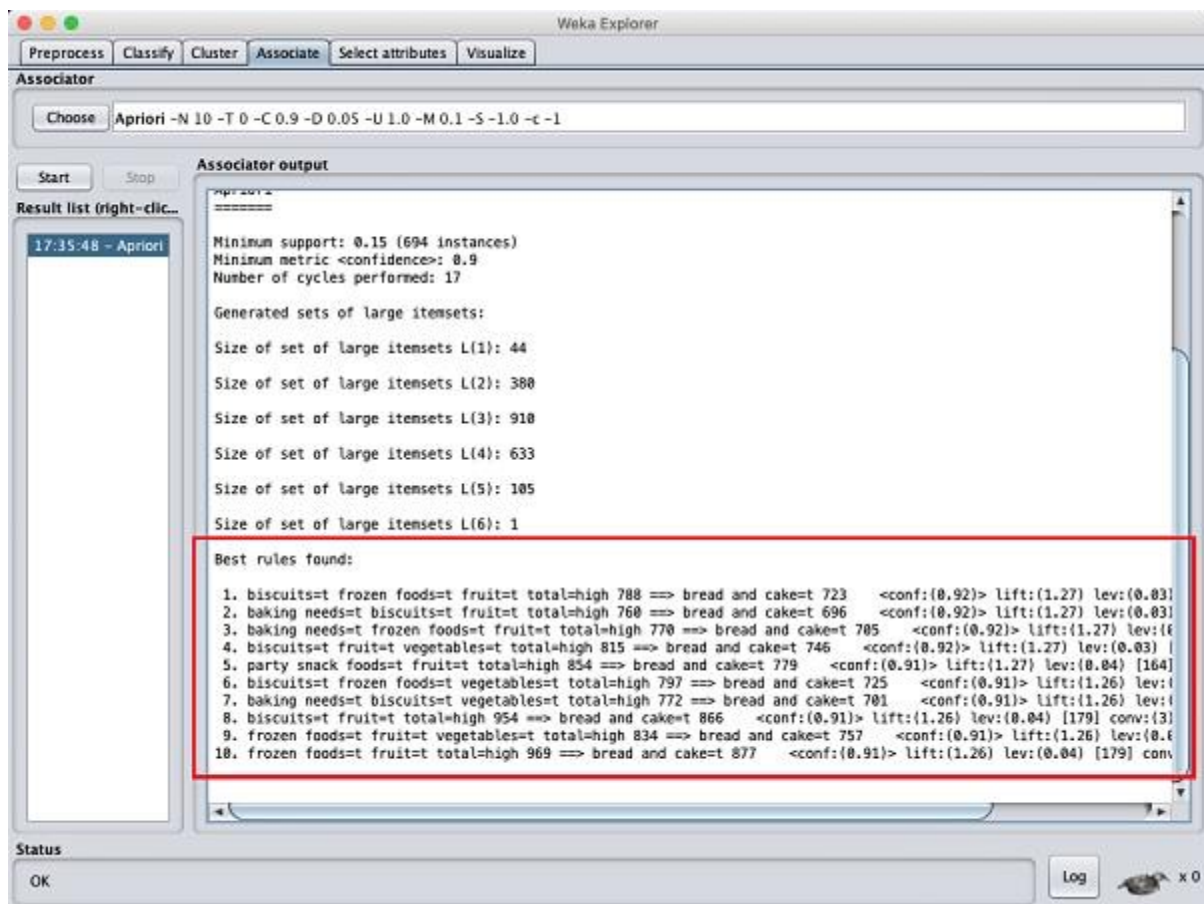 Weka Explorer
Preprocess Classify Cluster Associate Select attributes Visualize
Associator
Choose Apriori -N 10 -T 0 -C 0.9 -D 0.05 -U 1.0 -M 0.1 -S -1.0 -c -1
Start Stop
Result list (right-clic...
17:35:48 - Apriori
Associator output
Apriori
=======
Minimum support: 0.15 (694 instances)
Minimum metric <confidence>: 0.9
Number of cycles performed: 17
Generated sets of large itemsets:
Size of set of large itemsets L(1): 44
Size of set of large itemsets L(2): 380
Size of set of large itemsets L(3): 910
Size of set of large itemsets L(4): 633
Size of set of large itemsets L(5): 105
Size of set of large itemsets L(6): 1
Best rules found:
1. biscuits=t frozen foods=t fruit=t total=high 788 ==> bread and cake=t 723 <conf:(0.92)> lift:(1.27) lev:(0.03)
2. baking needs=t biscuits=t fruit=t total=high 760 ==> bread and cake=t 696 <conf:(0.92)> lift:(1.27) lev:(0.03)
3. baking needs=t frozen foods=t fruit=t total=high 770 ==> bread and cake=t 705 <conf:(0.92)> lift:(1.27) lev:(
4. biscuits=t fruit=t vegetables=t total=high 815 ==> bread and cake=t 746 <conf:(0.92)> lift:(1.27) lev:(0.03) [
5. party snack foods=t fruit=t total=high 854 ==> bread and cake=t 779 <conf:(0.91)> lift:(1.27) lev:(0.04) [164]
6. biscuits=t frozen foods=t vegetables=t total=high 797 ==> bread and cake=t 725 <conf:(0.91)> lift:(1.26) lev:(
7. baking needs=t biscuits=t vegetables=t total=high 772 ==> bread and cake=t 701 <conf:(0.91)> lift:(1.26) lev:(
8. biscuits=t fruit=t total=high 954 ==> bread and cake=t 866 <conf:(0.91)> lift:(1.26) lev:(0.04) [179] conv:(3)
9. frozen foods=t fruit=t vegetables=t total=high 834 ==> bread and cake=t 757 <conf:(0.91)> lift:(1.26) lev:(0.
10. frozen foods=t fruit=t total=high 969 ==> bread and cake=t 877 <conf:(0.91)> lift:(1.26) lev:(0.04) [179] conv
Status
OK
Log
x 0